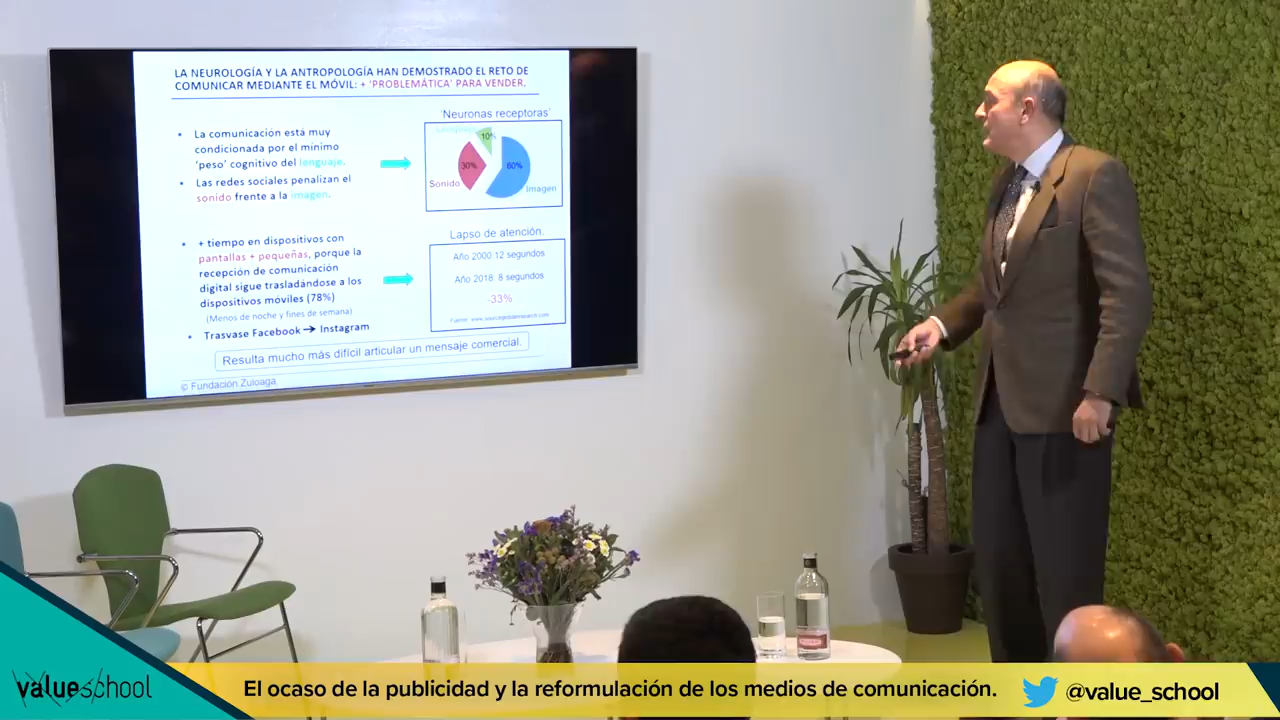 LA NEUROLOGÍA Y LA ANTROPOLOGÍA HAN DEMOSTRADO EL RETO DE
COMUNICAR MEDIANTE EL MÓVIL: + 'PROBLEMÁTICA' PARA VENDER.
• La comunicación está muy
condicionada por el mínimo
'peso' cognitivo del lenguaje.
• Las redes sociales penalizan el
sonido frente a la imagen.
'Neuronas receptoras'
10%
30%
60%
Sonido
Imagen
• + tiempo en dispositivos con
pantallas + pequeñas, porque la
recepción de comunicación
digital sigue trasladándose a los
dispositivos móviles (78%)
(Menos de noche y fines de semana)
• Trasvase Facebook → Instagram
Lapso de atención.
Año 2000: 12 segundos
Año 2018: 8 segundos
-33%
Resulta mucho más difícil articular un mensaje comercial.
© Fundación Zuloaga.
valueschool
El ocaso de la publicidad y la reformulación de los medios de comunicación.
@value_school